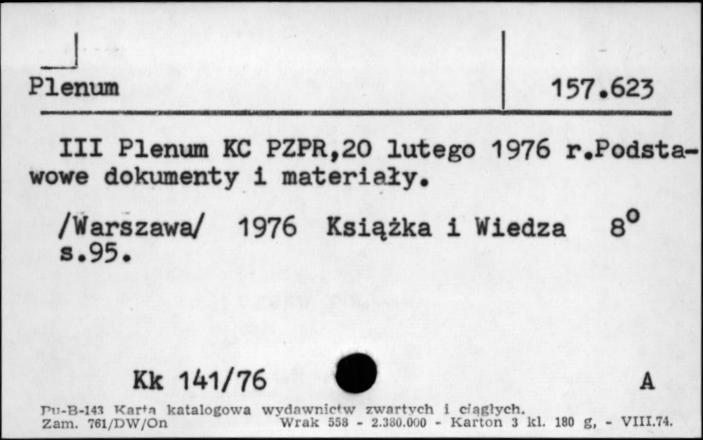 Plenum 157.623
III Plenum KC PZPR,20 lutego 1976 r.Podsta-
wowe dokumenty i materiały.
/Warszawa/ 1976 Książka i Wiedza 8°
s.95.
Kk 141/76 A
Pu-B-143 Karta katalogowa wydawnictw zwartych i ciągłych.
Zam. 761/DW/On Wrak 558 - 2.380.000 - Karton 3 kl. 180 g, - VIII.74.